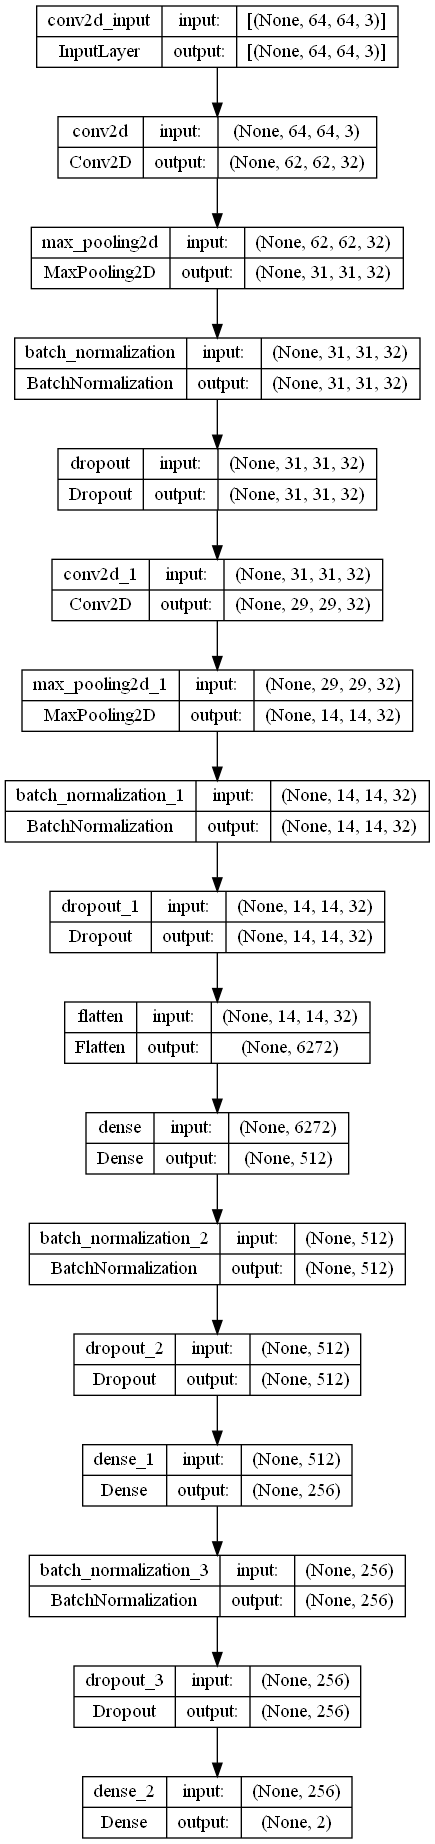 conv2d_input input: [(None, 64, 64, 3)]
InputLayer output: [(None, 64, 64, 3)]
conv2d input: (None, 64, 64, 3)
Conv2D output: (None, 62, 62, 32)
max_pooling2d input: (None, 62, 62, 32)
MaxPooling2D output: (None, 31, 31, 32)
batch_normalization input: (None, 31, 31, 32)
BatchNormalization output: (None, 31, 31, 32)
dropout input: (None, 31, 31, 32)
Dropout output: (None, 31, 31, 32)
conv2d_1 input: (None, 31, 31, 32)
Conv2D output: (None, 29, 29, 32)
max_pooling2d_1 input: (None, 29, 29, 32)
MaxPooling2D output: (None, 14, 14, 32)
batch_normalization_1 input: (None, 14, 14, 32)
BatchNormalization output: (None, 14, 14, 32)
dropout_1 input: (None, 14, 14, 32)
Dropout output: (None, 14, 14, 32)
flatten input: (None, 14, 14, 32)
Flatten output: (None, 6272)
dense input: (None, 6272)
Dense output: (None, 512)
batch_normalization_2 input: (None, 512)
BatchNormalization output: (None, 512)
dropout_2 input: (None, 512)
Dropout output: (None, 512)
dense_1 input: (None, 512)
Dense output: (None, 256)
batch_normalization_3 input: (None, 256)
BatchNormalization output: (None, 256)
dropout_3 input: (None, 256)
Dropout output: (None, 256)
dense_2 input: (None, 256)
Dense output: (None, 2)